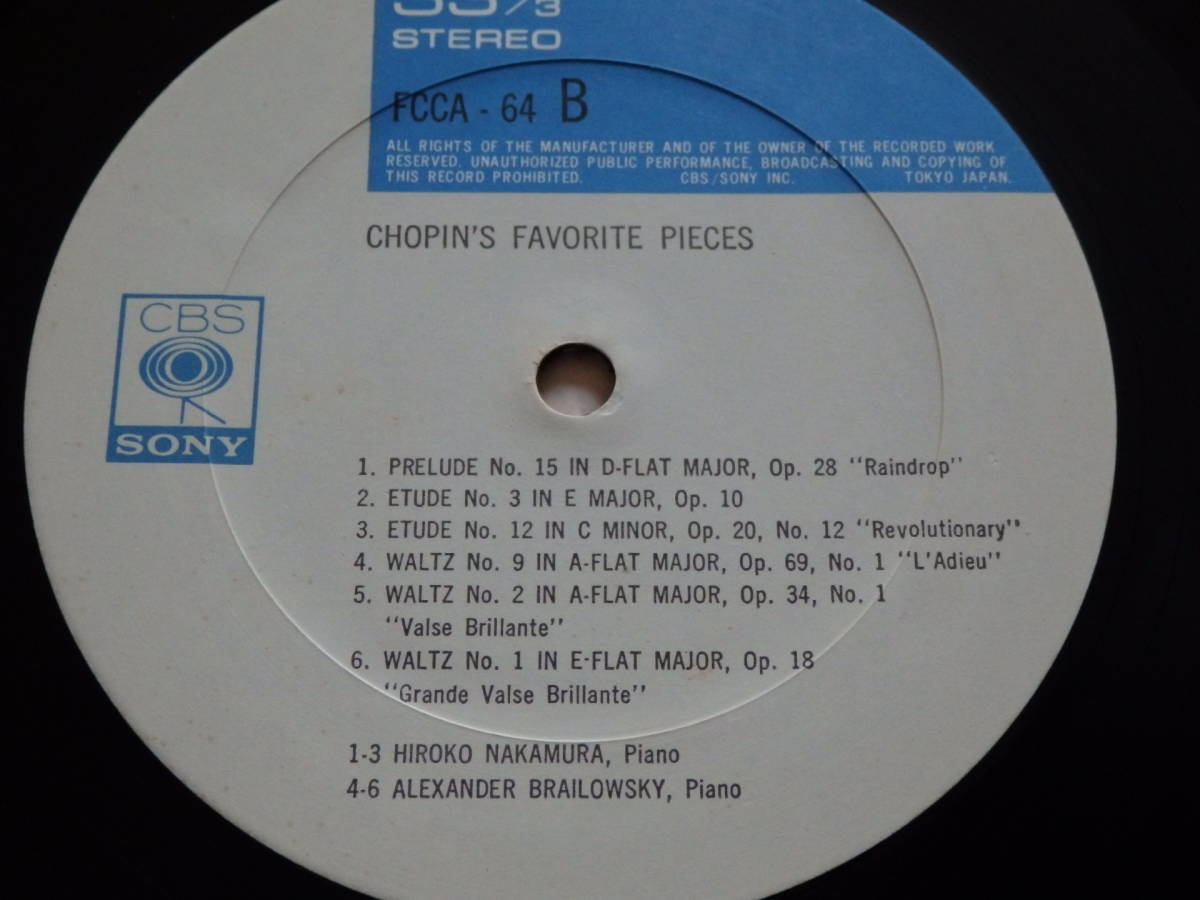 33 1/3
STEREO
FCCA - 64 B
ALL RIGHTS OF THE MANUFACTURER AND OF THE OWNER OF THE RECORDED WORK
RESERVED. UNAUTHORIZED PUBLIC PERFORMANCE, BROADCASTING AND COPYING OF
THIS RECORD PROHIBITED. CBS/SONY INC. TOKYO JAPAN.
CHOPIN'S FAVORITE PIECES
CBS
SONY
1. PRELUDE No. 15 IN D-FLAT MAJOR, Op. 28 "Raindrop"
2. ETUDE No. 3 IN E MAJOR, Op. 10
3. ETUDE No. 12 IN C MINOR, Op. 20, No. 12 "Revolutionary"
4. WALTZ No. 9 IN A-FLAT MAJOR, Op. 69, No. 1 "L'Adieu"
5. WALTZ No. 2 IN A-FLAT MAJOR, Op. 34, No. 1
"Valse Brillante"
6. WALTZ No. 1 IN E-FLAT MAJOR, Op. 18
"Grande Valse Brillante"
1-3 HIROKO NAKAMURA, Piano
4-6 ALEXANDER BRAILOWSKY, Piano